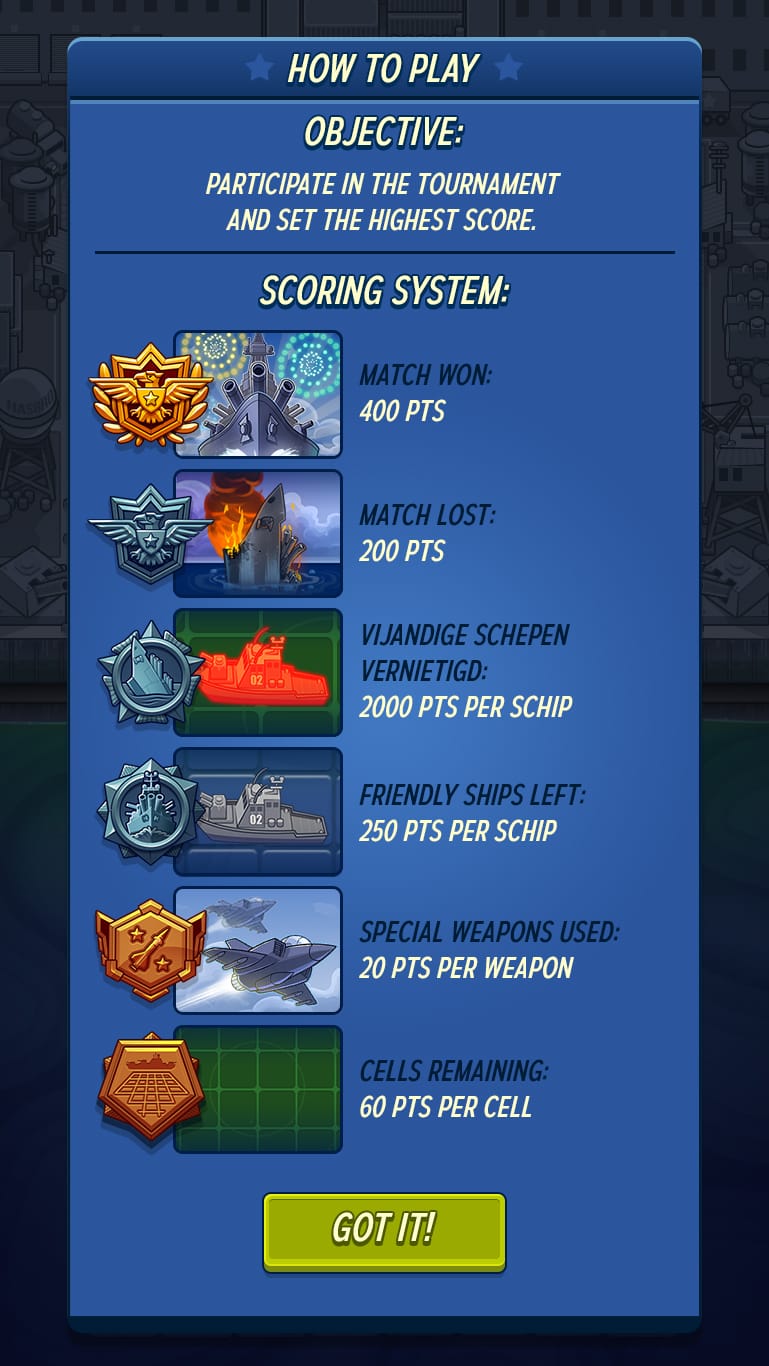 HOW TO PLAY
OBJECTIVE:
PARTICIPATE IN THE TOURNAMENT
AND SET THE HIGHEST SCORE.
SCORING SYSTEM:
MATCH WON:
400 PTS
MATCH LOST:
200 PTS
VIJANDIGE SCHEPEN
VERNIETIGD:
2000 PTS PER SCHIP
02
FRIENDLY SHIPS LEFT:
250 PTS PER SCHIP
02
SPECIAL WEAPONS USED:
20 PTS PER WEAPON
CELLS REMAINING:
60 PTS PER CELL
GOT IT!
HASBRO